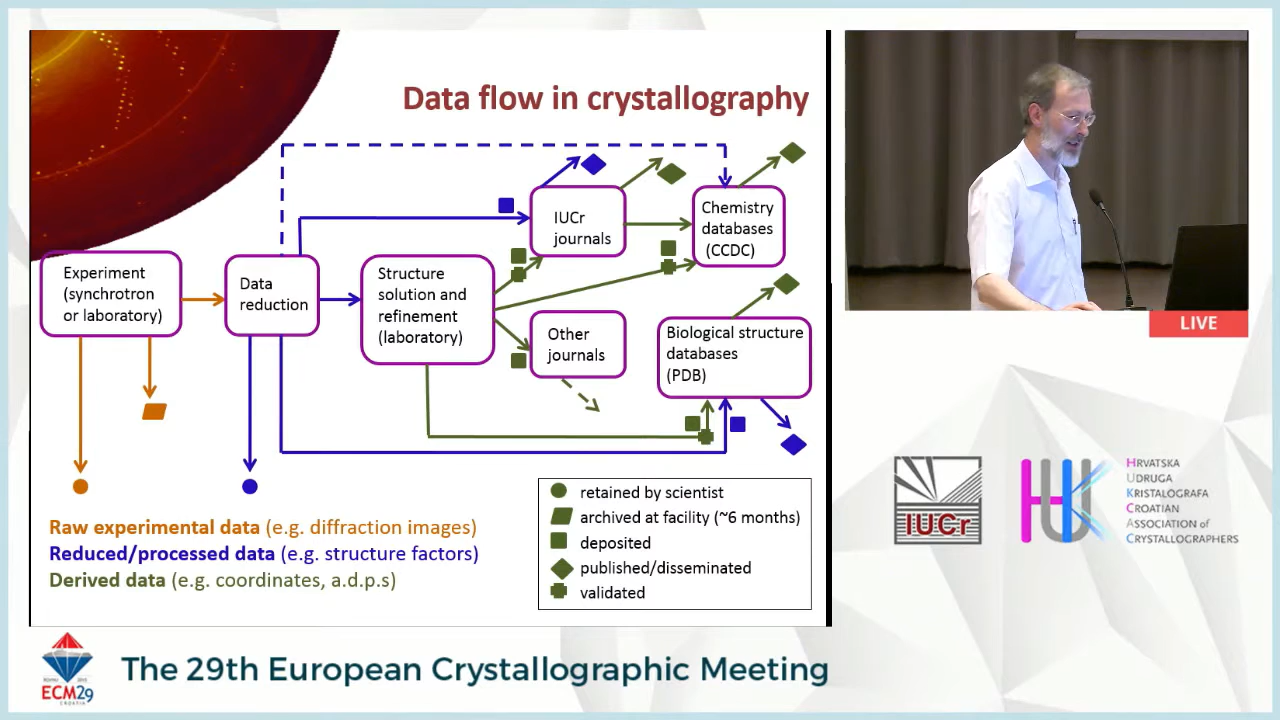 Data flow in crystallography
Experiment
(synchrotron
or laboratory)
Data
reduction
Structure
solution and
refinement
(laboratory)
IUCr
journals
Other
journals
Chemistry
databases
(CCDC)
Biological structure
databases
(PDB)
retained by scientist
archived at facility (~6 months)
deposited
published/disseminated
validated
Raw experimental data (e.g. diffraction images)
Reduced/processed data (e.g. structure factors)
Derived data (e.g. coordinates, a.d.p.s)
LIVE
IUCr
HUK
HRVATSKA
UDRUGA
KRISTALOGRAFA
CROATIAN
ASSOCIATION of
CRYSTALLOGRAPHERS
ECM29
CROATIA
The 29th European Crystallographic Meeting